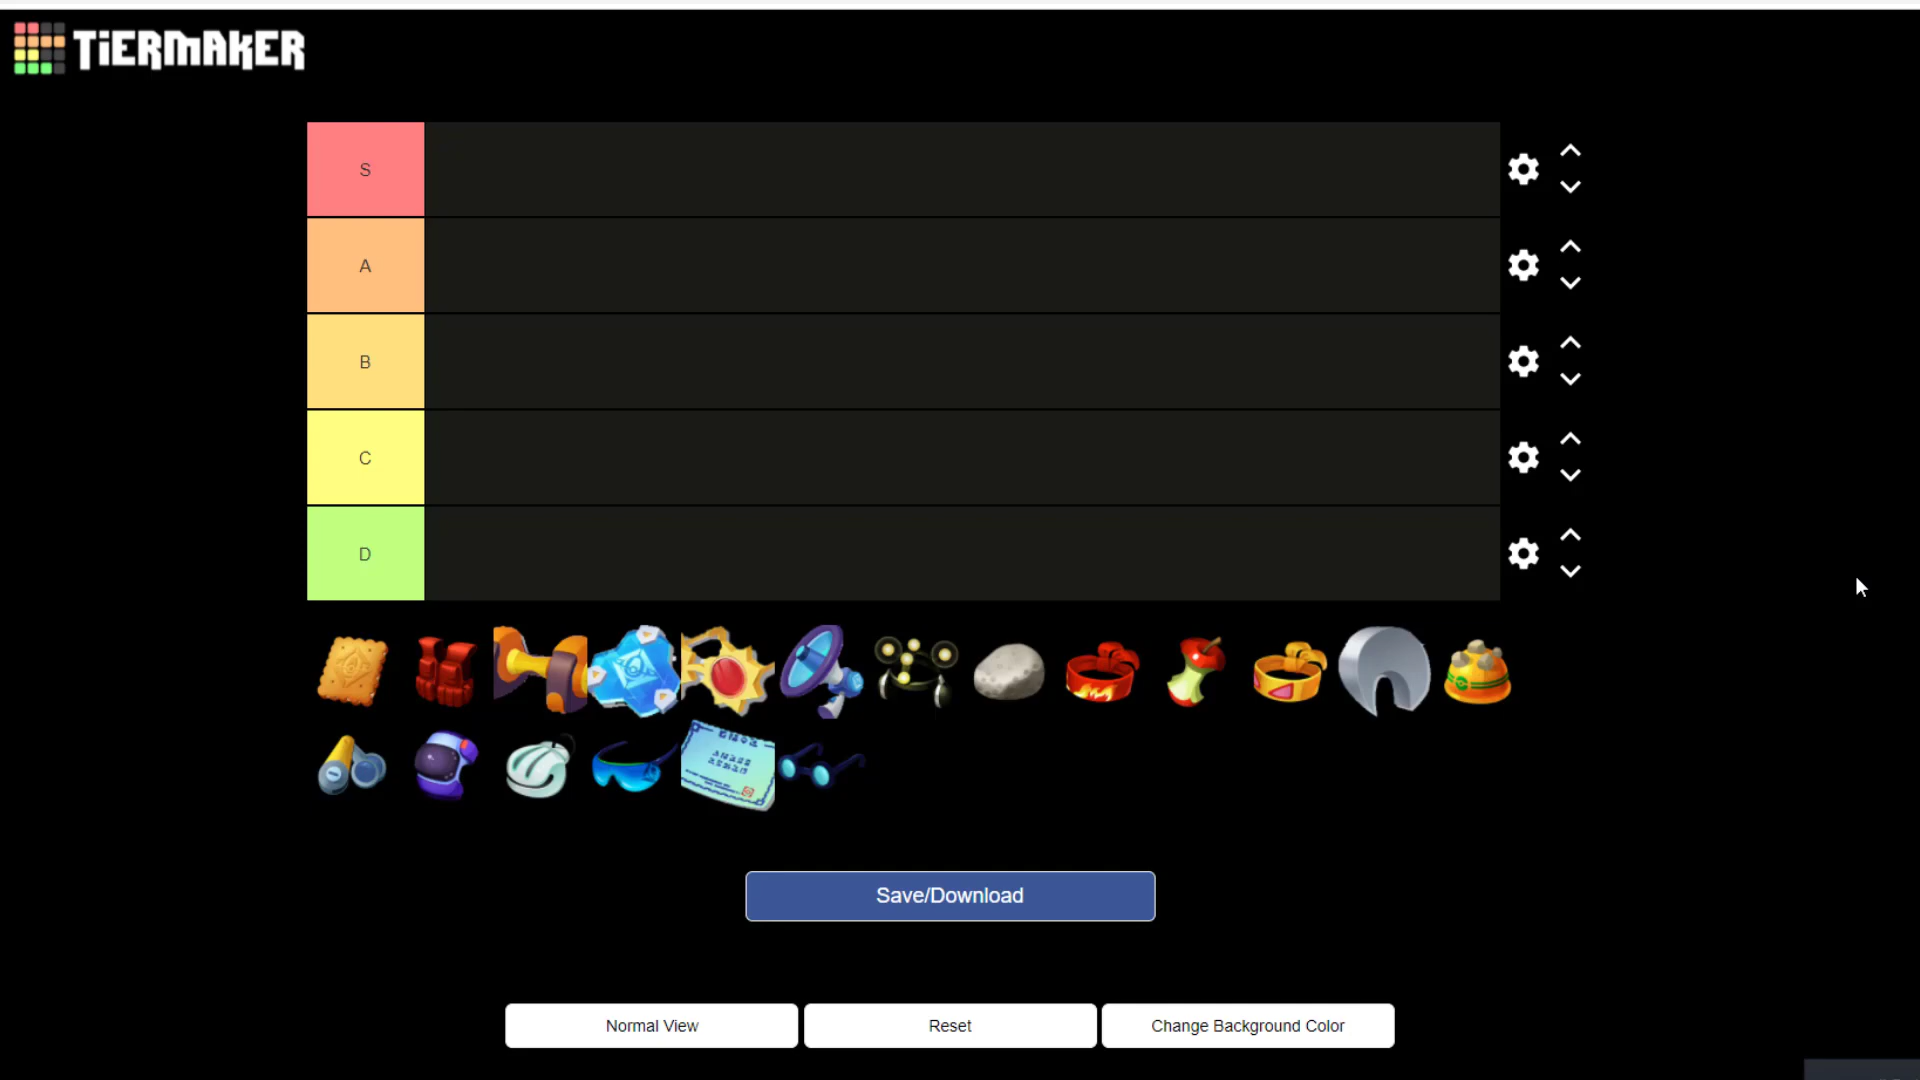 TiERMAKER
S
A
B
C
D
Save/Download
Normal View
Reset
Change Background Color